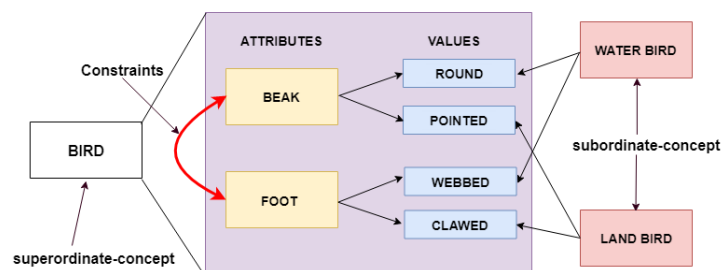 ATTRIBUTES
VALUES
Constraints
BEAK
ROUND
POINTED
WATER BIRD
BIRD
subordinate-concept
FOOT
WEBBED
CLAWED
LAND BIRD
superordinate-concept